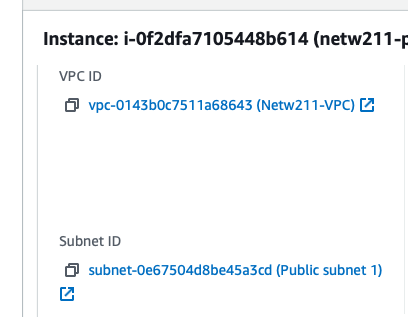 Instance: i-0f2dfa7105448b614 (netw211-p
VPC ID
vpc-0143b0c7511a68643 (Netw211-VPC)
Subnet ID
subnet-0e67504d8be45a3cd (Public subnet 1)